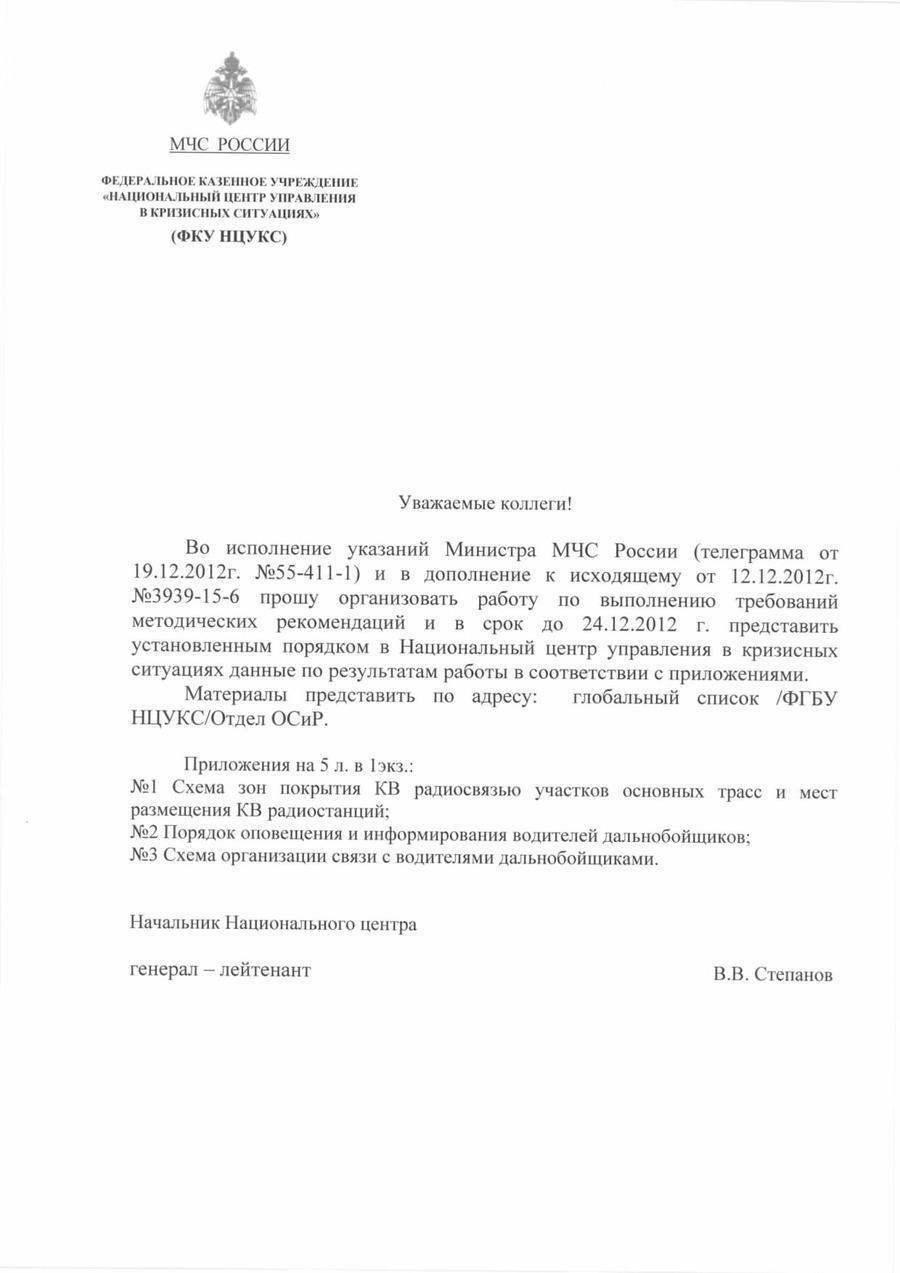 МЧС РОССИИ
ФЕДЕРАЛЬНОЕ КАЗЕННОЕ УЧРЕЖДЕНИЕ
«НАЦИОНАЛЬНЫЙ ЦЕНТР УПРАВЛЕНИЯ
В КРИЗИСНЫХ СИТУАЦИЯХ»
(ФКУ НЦУКС)
Уважаемые коллеги!
Во исполнение указаний Министра МЧС России (телеграмма от
19.12.2012г. №55-411-1) и в дополнение к исходящему от 12.12.2012г.
№3939-15-6 прошу организовать работу по выполнению требований
методических рекомендаций и в срок до 24.12.2012 г. представить
установленным порядком в Национальный центр управления в кризисных
ситуациях данные по результатам работы в соответствии с приложениями.
Материалы представить по адресу: глобальный список /ФГБУ
НЦУКС/Отдел ОСиР.
Приложения на 5 л. в 1экз.:
№1 Схема зон покрытия КВ радиосвязью участков основных трасс и мест
размещения КВ радиостанций;
№2 Порядок оповещения и информирования водителей дальнобойщиков;
№3 Схема организации связи с водителями дальнобойщиками.
Начальник Национального центра
генерал – лейтенант В.В. Степанов